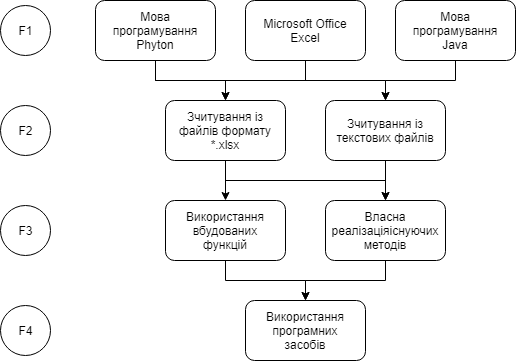 F1
Мова
програмування
Phyton
Microsoft Office
Excel
Мова
програмування
Java
F2
Зчитування із
файлів формату
*.xlsx
Зчитування із
текстових файлів
F3
Використання
вбудованих
функцій
Власна
реалізаціяіснуючих
методів
F4
Використання
програмних
засобів